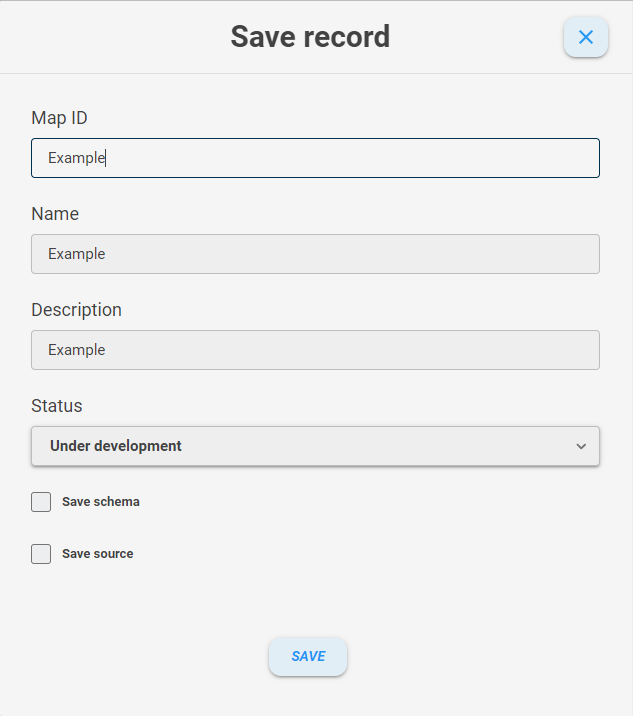 Save record
Map ID
Example
Name
Example
Description
Example
Status
Under development
Save schema
Save source
SAVE